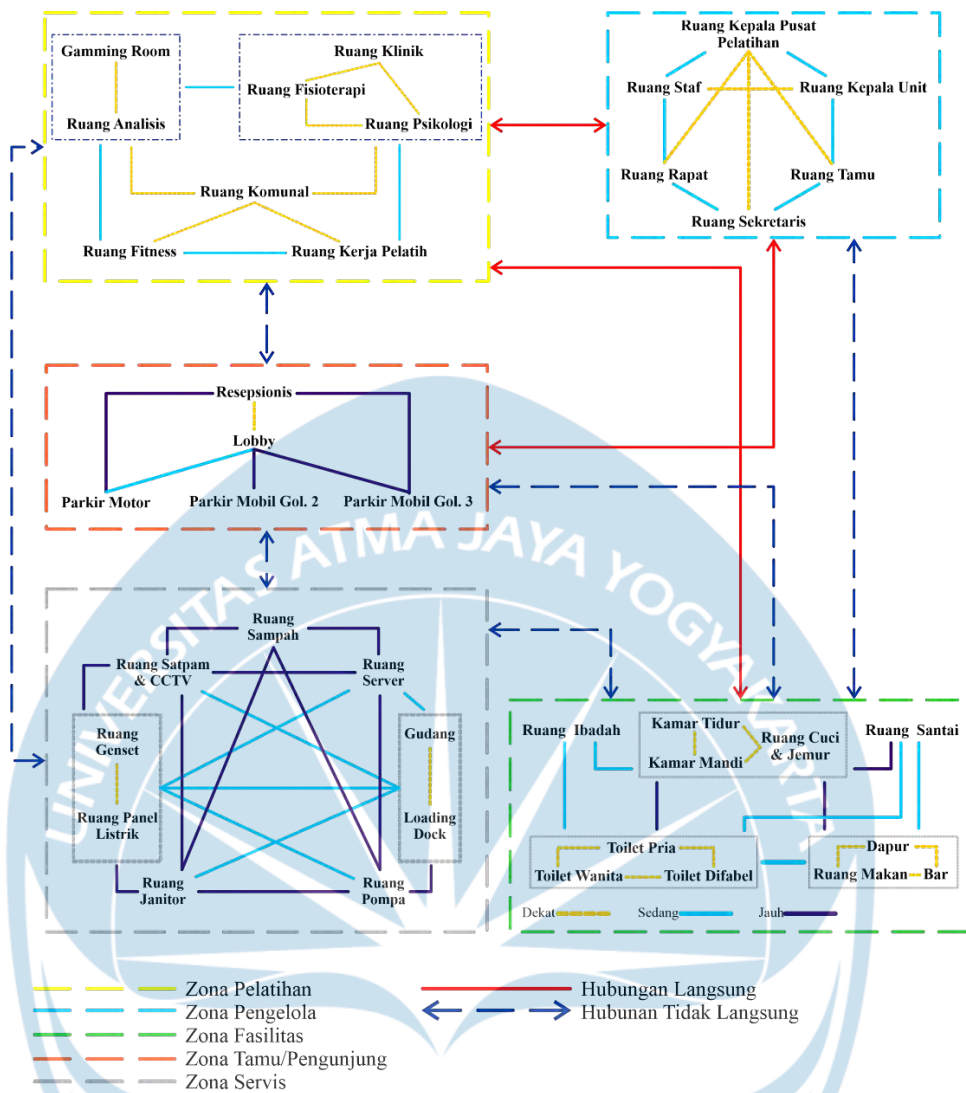 Gamming Room
Ruang Analisis
Ruang Klinik
Ruang Fisioterapi
Ruang Psikologi
Ruang Komunal
Ruang Fitness
Ruang Kerja Pelatih
Ruang Kepala Pusat
Pelatihan
Ruang Staf
Ruang Kepala Unit
Ruang Rapat
Ruang Tamu
Ruang Sekretaris
Resepsionis
Lobby
Parkir Motor
Parkir Mobil Gol. 2
Parkir Mobil Gol. 3
UNIVERSITAS ATMA JAYA YOGYAKARTA
Ruang
Sampah
Ruang Satpam
& CCTV
Ruang
Server
Ruang
Genset
Ruang Panel
Listrik
Gudang
Loading
Dock
Ruang
Janitor
Ruang
Pompa
Ruang Ibadah
Kamar Tidur
Kamar Mandi
Ruang Cuci
& Jemur
Ruang Santai
Toilet Pria
Toilet Wanita
Toilet Difabel
Dapur
Ruang Makan
Bar
Dekat
Sedang
Jauh
Zona Pelatihan
Zona Pengelola
Zona Fasilitas
Zona Tamu/Pengunjung
Zona Servis
Hubungan Langsung
Hubunan Tidak Langsung